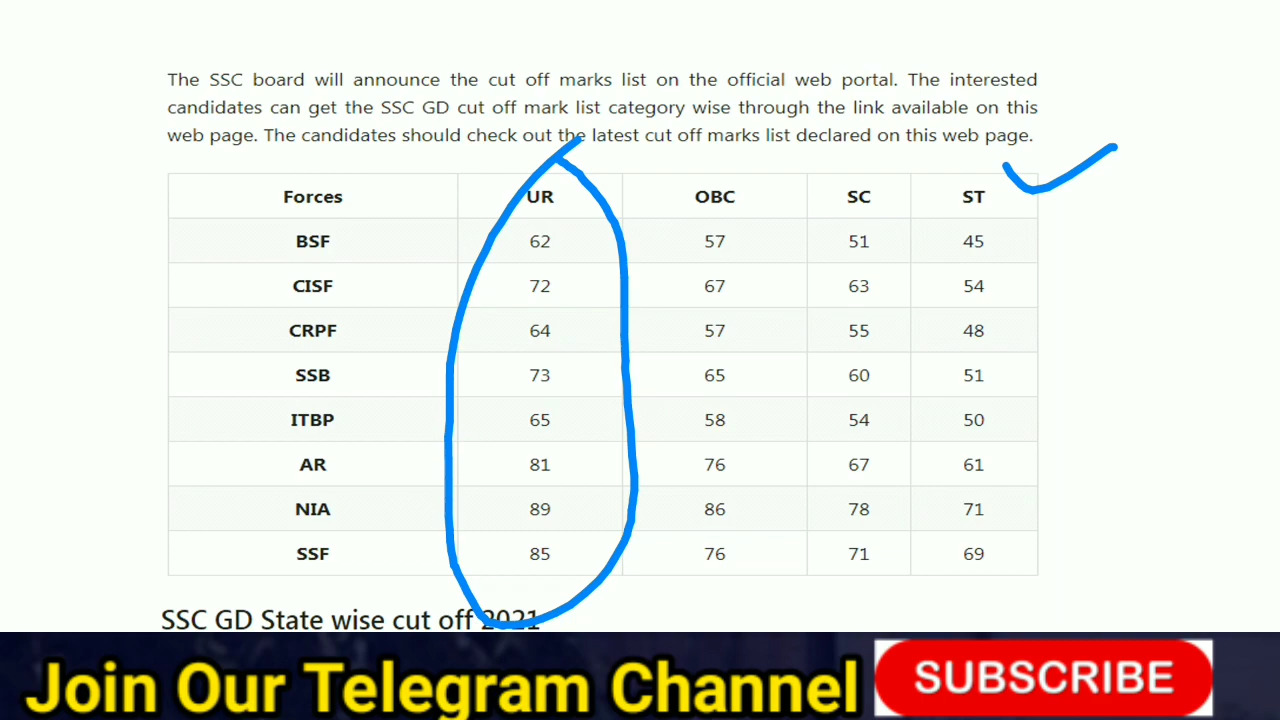 The SSC board will announce the cut off marks list on the official web portal. The interested
candidates can get the SSC GD cut off mark list category wise through the link available on this
web page. The candidates should check out the latest cut off marks list declared on this web page.
Forces UR OBC SC ST
BSF 62 57 51 45
CISF 72 67 63 54
CRPF 64 57 55 48
SSB 73 65 60 51
ITBP 65 58 54 50
AR 81 76 67 61
NIA 89 86 78 71
SSF 85 76 71 69
SSC GD State wise cut off 2021
Join Our Telegram Channel SUBSCRIBE